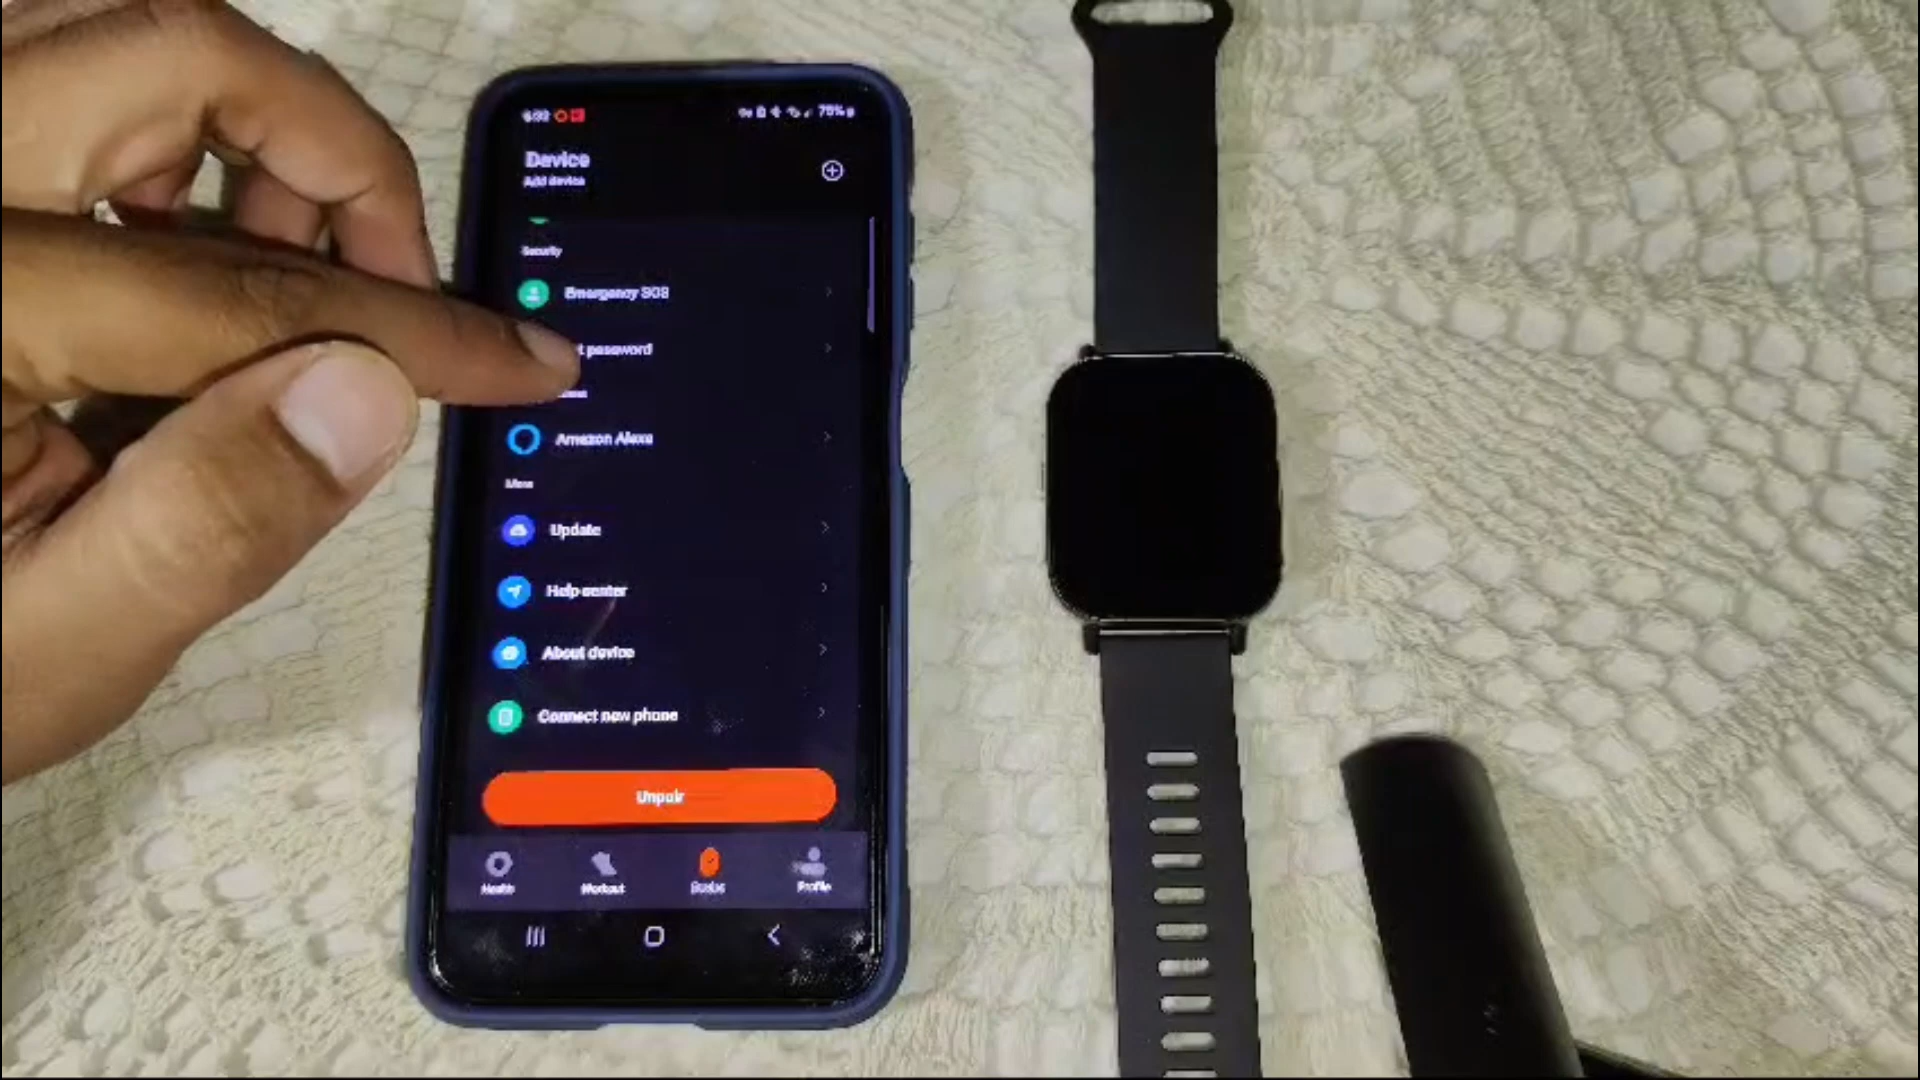 75%
Device
Add device
Security
Emergency SOS
password
Amazon Alexa
More
Update
Help center
About device
Connect new phone
Unpair
Health
Workout
Profile